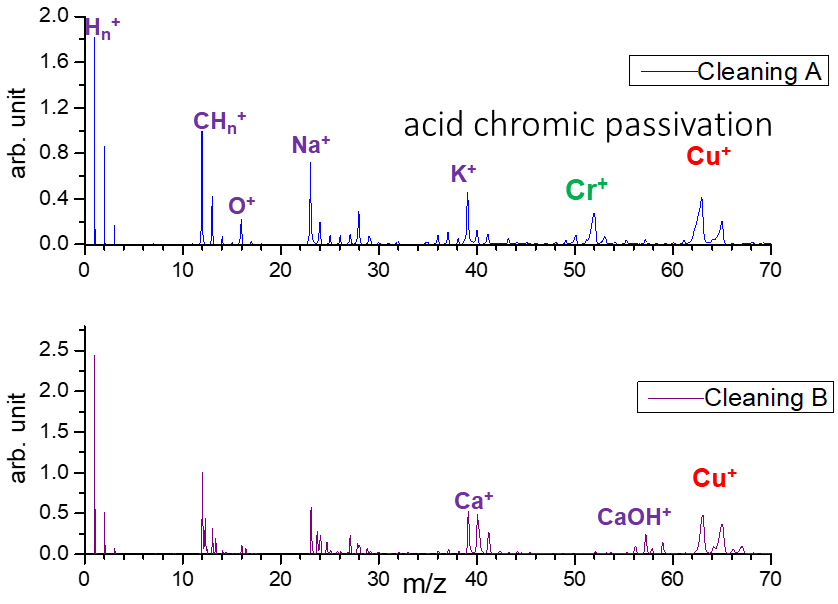 Hn+
2.0
1.6
1.2
0.8
0.4
0.0
arb. unit
Cleaning A
acid chromic passivation
CHn+
O+
Na+
K+
Cr+
Cu+
0 10 20 30 40 50 60 70
2.5
2.0
1.5
1.0
0.5
0.0
arb. unit
Cleaning B
Ca+
CaOH+
Cu+
0 10 20 30 40 50 60 70
m/z